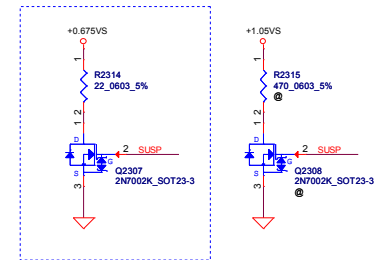 +0.675VS
1
R2314
22_0603_5%
2
1
D
2
SUSP
G
S
Q2307
2N7002K_SOT23-3
3
+1.05VS
1
R2315
470_0603_5%
@
2
1
D
2
SUSP
G
S
Q2308
2N7002K_SOT23-3
@
3